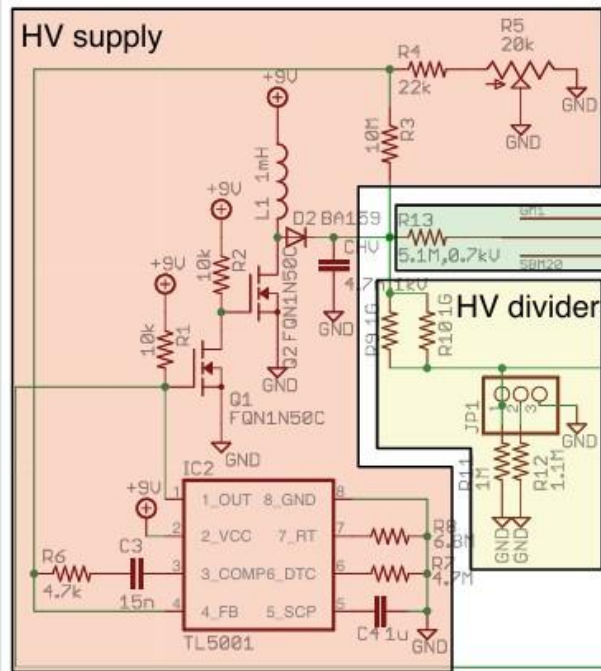 HV supply
R5
20k
R4
22k
GND
GND
+9V
10M
R3
L1 1mH
+9V
D2 BA159
R13
GM1
5.1M,0.7kV
SBM20
CHV
4.7n,1kV
GND
+9V
10k
R2
Q2 FQN1N50C
GND
HV divider
R9 1G
R10 1G
10k
R1
Q1
FQN1N50C
GND
JP1
1 2 3
GND
R11
1M
R12
1.1M
GND
GND
IC2
+9V
1 1_OUT 8_GND 8
2 2_VCC 7_RT 7
3 3_COMP 6_DTC 6
4 4_FB 5_SCP 5
TL5001
R6
4.7k
C3
15n
R8
R7
4.7M
C4 1u
GND